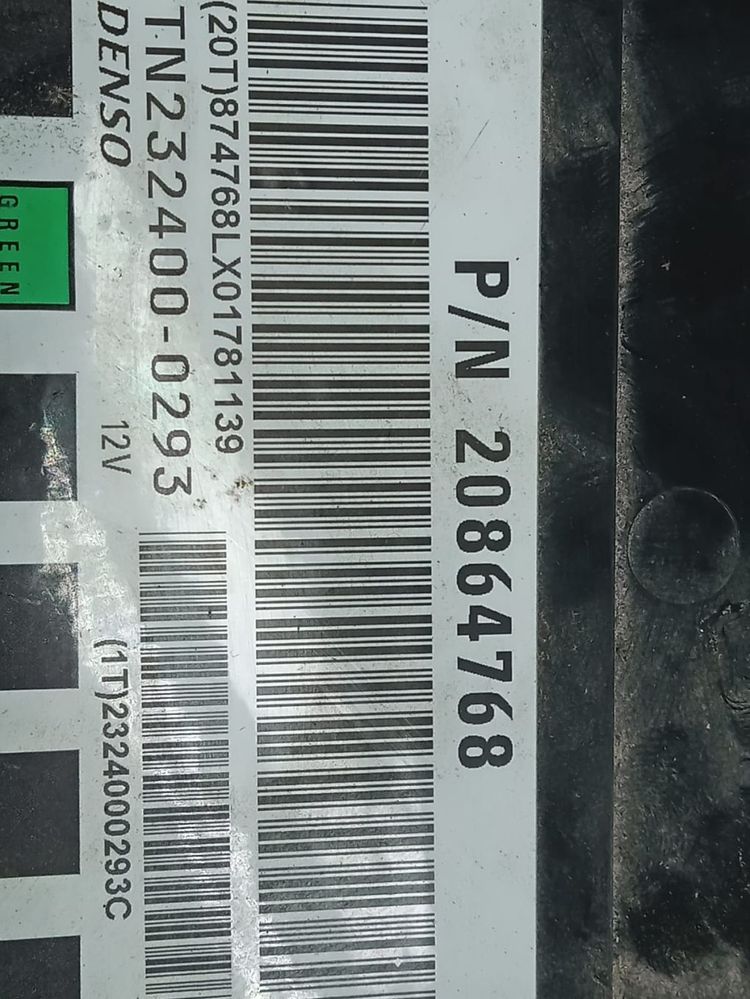 P/N 20864768
(20T)874768LX01781139
TN232400-0293
DENSO 12V
(1T)2324000293C
GREEN